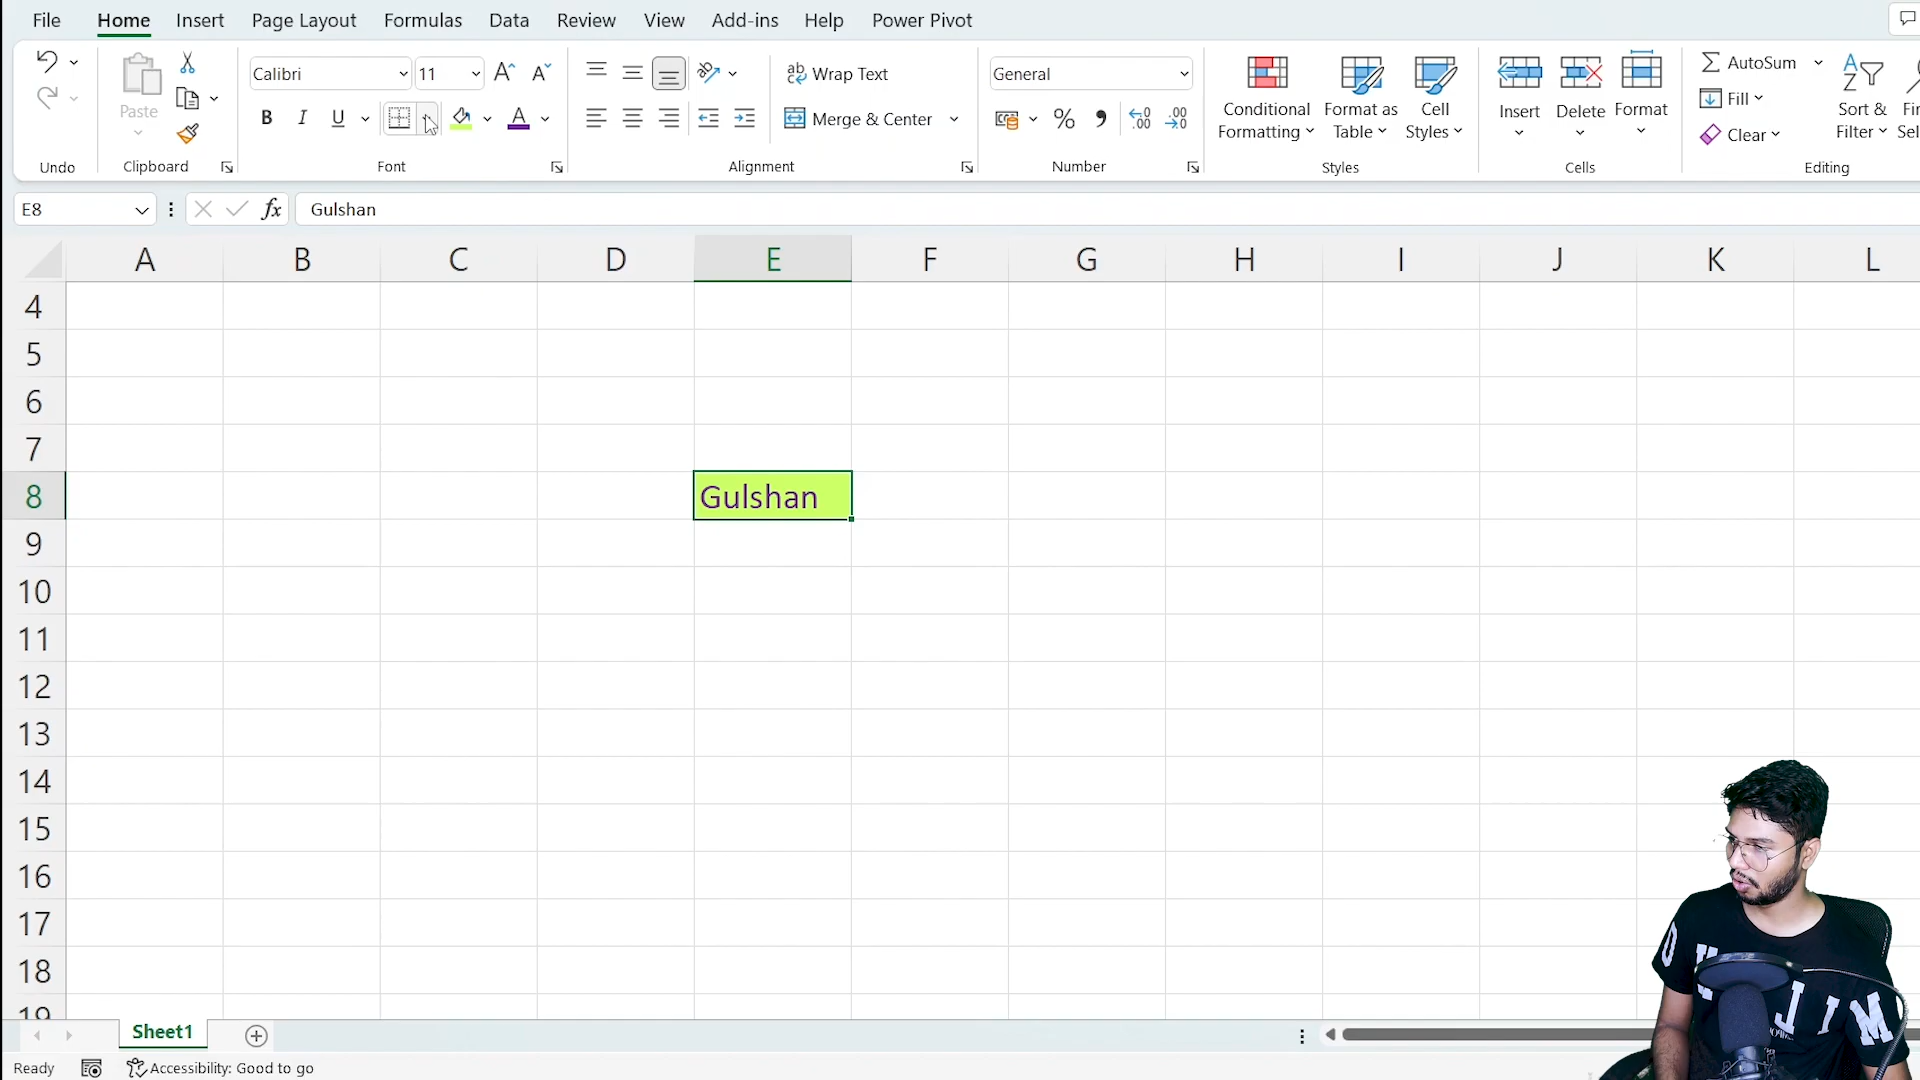 File Home Insert Page Layout Formulas Data Review View Add-ins Help Power Pivot
Calibri 11 A A ab Wrap Text General AutoSum
Paste Conditional Formatting Format as Table Cell Styles Insert Delete Format Fill Sort & Filter
B I U A Merge & Center % Clear
Undo Clipboard Font Alignment Number Styles Cells Editing
E8 fx Gulshan
A B C D E F G H I J K L
4
5
6
7
8 Gulshan
9
10
11
12
13
14
15
16
17
18
19
Sheet1
Ready Accessibility: Good to go